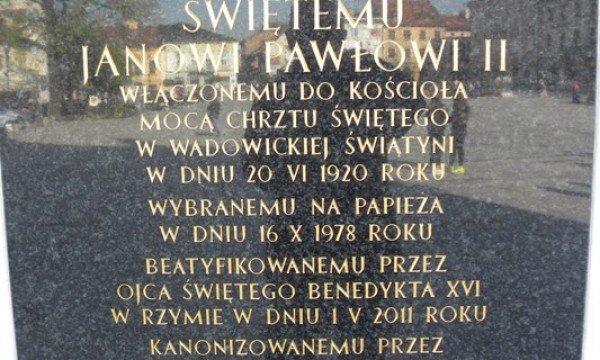 ŚWIĘTEMU
JANOWI PAWŁOWI II
WŁĄCZONEMU DO KOŚCIOŁA
MOCĄ CHRZTU ŚWIĘTEGO
W WADOWICKIEJ ŚWIATYNI
W DNIU 20 VI 1920 ROKU
WYBRANEMU NA PAPIEŻA
W DNIU 16 X 1978 ROKU
BEATYFIKOWANEMU PRZEZ
OJCA ŚWIĘTEGO BENEDYKTA XVI
W RZYMIE W DNIU 1 V 2011 ROKU
KANONIZOWANEMU PRZEZ